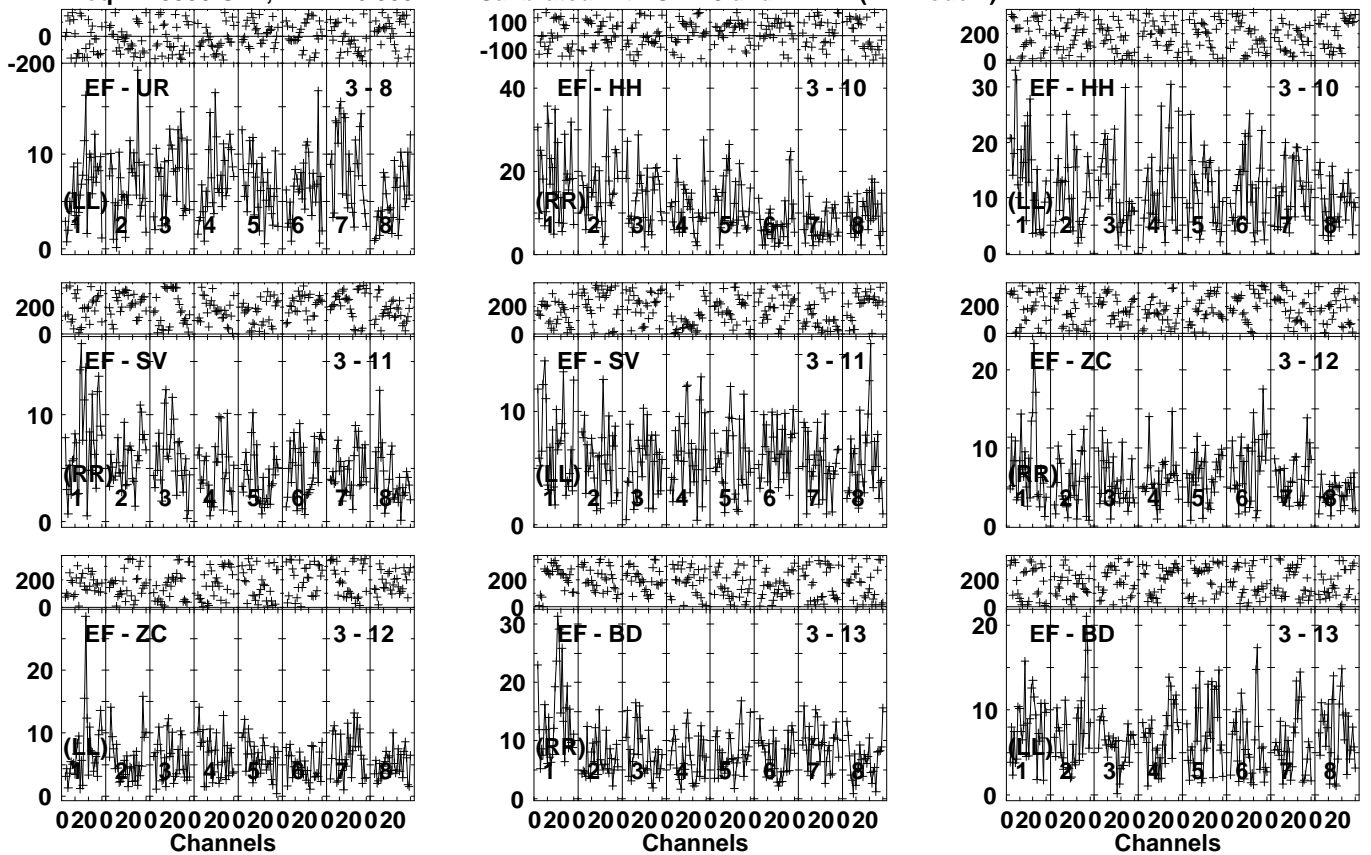 0 -200 100 -100 200 0
EF - UR 3 - 8 EF - HH 3 - 10 EF - HH 3 - 10
10 0 40 20 0 30 20 10 0
(LL) (RR) (LL)
1 2 3 4 5 6 7 8 1 2 3 4 5 6 7 8 1 2 3 4 5 6 7 8
200 0 200 0 200 0
EF - SV 3 - 11 EF - SV 3 - 11 EF - ZC 3 - 12
10 0 10 0 20 10 0
(RR) (LL) (RR)
1 2 3 4 5 6 7 8 1 2 3 4 5 6 7 8 1 2 3 4 5 6 7 8
200 0 200 0 200 0
EF - ZC 3 - 12 EF - BD 3 - 13 EF - BD 3 - 13
20 10 0 30 20 10 0 20 10 0
(LL) (RR) (LL)
1 2 3 4 5 6 7 8 1 2 3 4 5 6 7 8 1 2 3 4 5 6 7 8
0 20 0 20 0 20 0 20 0 20 0 20 0 20 0 20 0 20 0 20 0 20 0 20 0 20 0 20 0 20 0 20 0 20 0 20 0 20 0 20 0 20 0 20 0 20 0 20
Channels Channels Channels